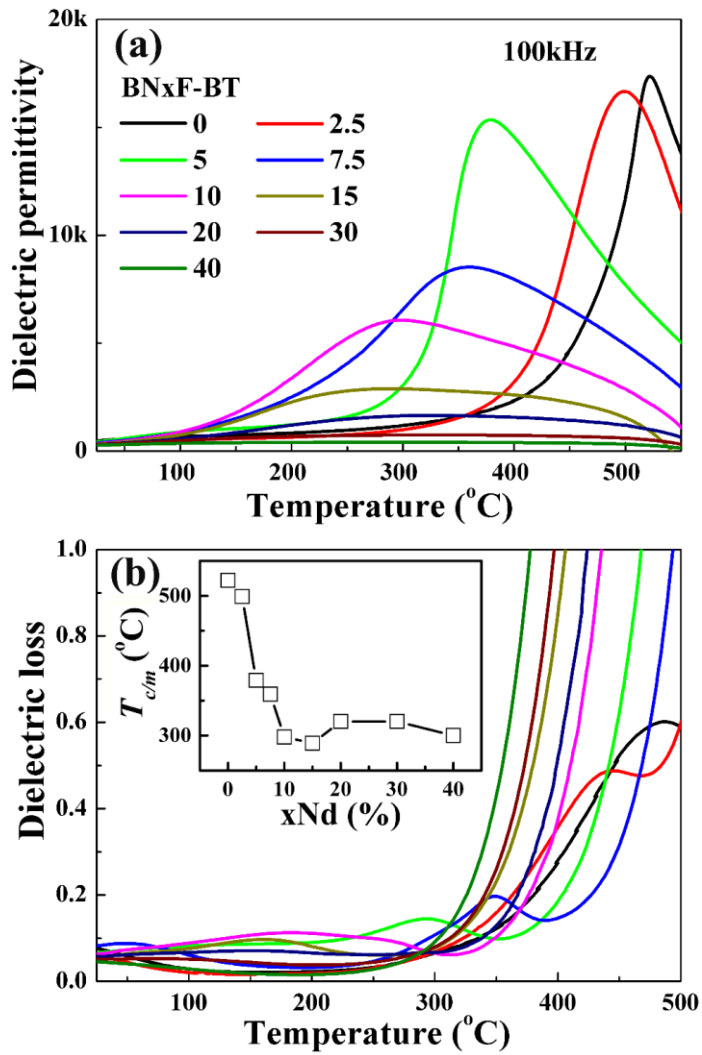 20k
(a)
100kHz
BNxF-BT
0 2.5
5 7.5
10 15
20 30
40
10k
0
Dielectric permittivity
100 200 300 400 500
Temperature (°C)
1.0
(b)
0.8
0.6
0.4
0.2
0.0
Dielectric loss
500
400
300
T_{c/m} (°C)
0 10 20 30 40
xNd (%)
100 200 300 400 500
Temperature (°C)